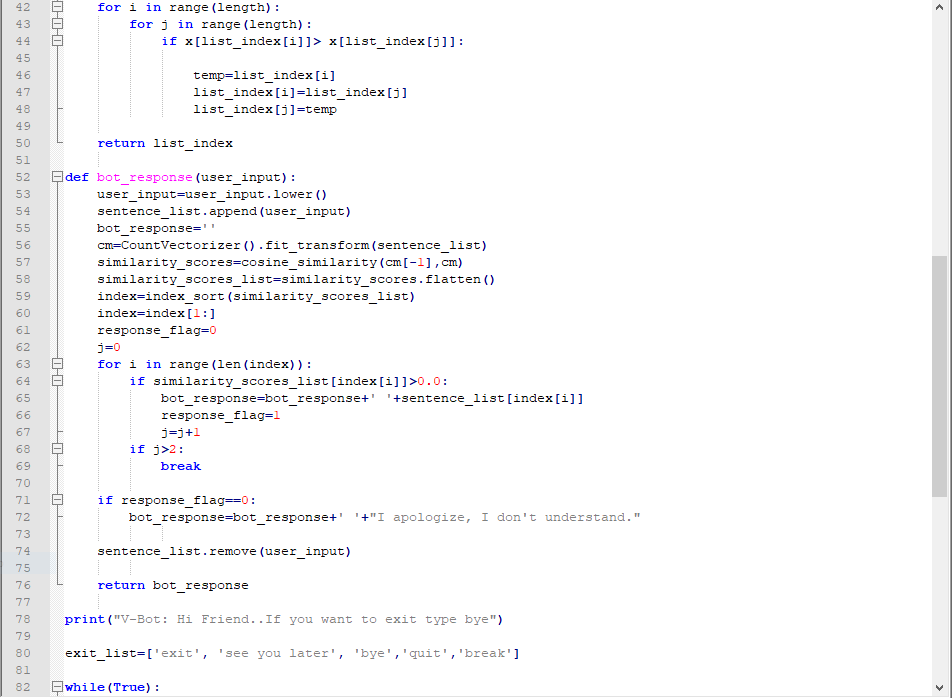 42 for i in range(length):
43 for j in range(length):
44 if x[list_index[i]]> x[list_index[j]]:
45
46 temp=list_index[i]
47 list_index[i]=list_index[j]
48 list_index[j]=temp
49
50 return list_index
51
52 def bot_response(user_input):
53 user_input=user_input.lower()
54 sentence_list.append(user_input)
55 bot_response=''
56 cm=CountVectorizer().fit_transform(sentence_list)
57 similarity_scores=cosine_similarity(cm[-1],cm)
58 similarity_scores_list=similarity_scores.flatten()
59 index=index_sort(similarity_scores_list)
60 index=index[1:]
61 response_flag=0
62 j=0
63 for i in range(len(index)):
64 if similarity_scores_list[index[i]]>0.0:
65 bot_response=bot_response+' '+sentence_list[index[i]]
66 response_flag=1
67 j=j+1
68 if j>2:
69 break
70
71 if response_flag==0:
72 bot_response=bot_response+' '+"I apologize, I don't understand."
73
74 sentence_list.remove(user_input)
75
76 return bot_response
77
78 print("V-Bot: Hi Friend..If you want to exit type bye")
79
80 exit_list=['exit', 'see you later', 'bye','quit','break']
81
82 while(True):